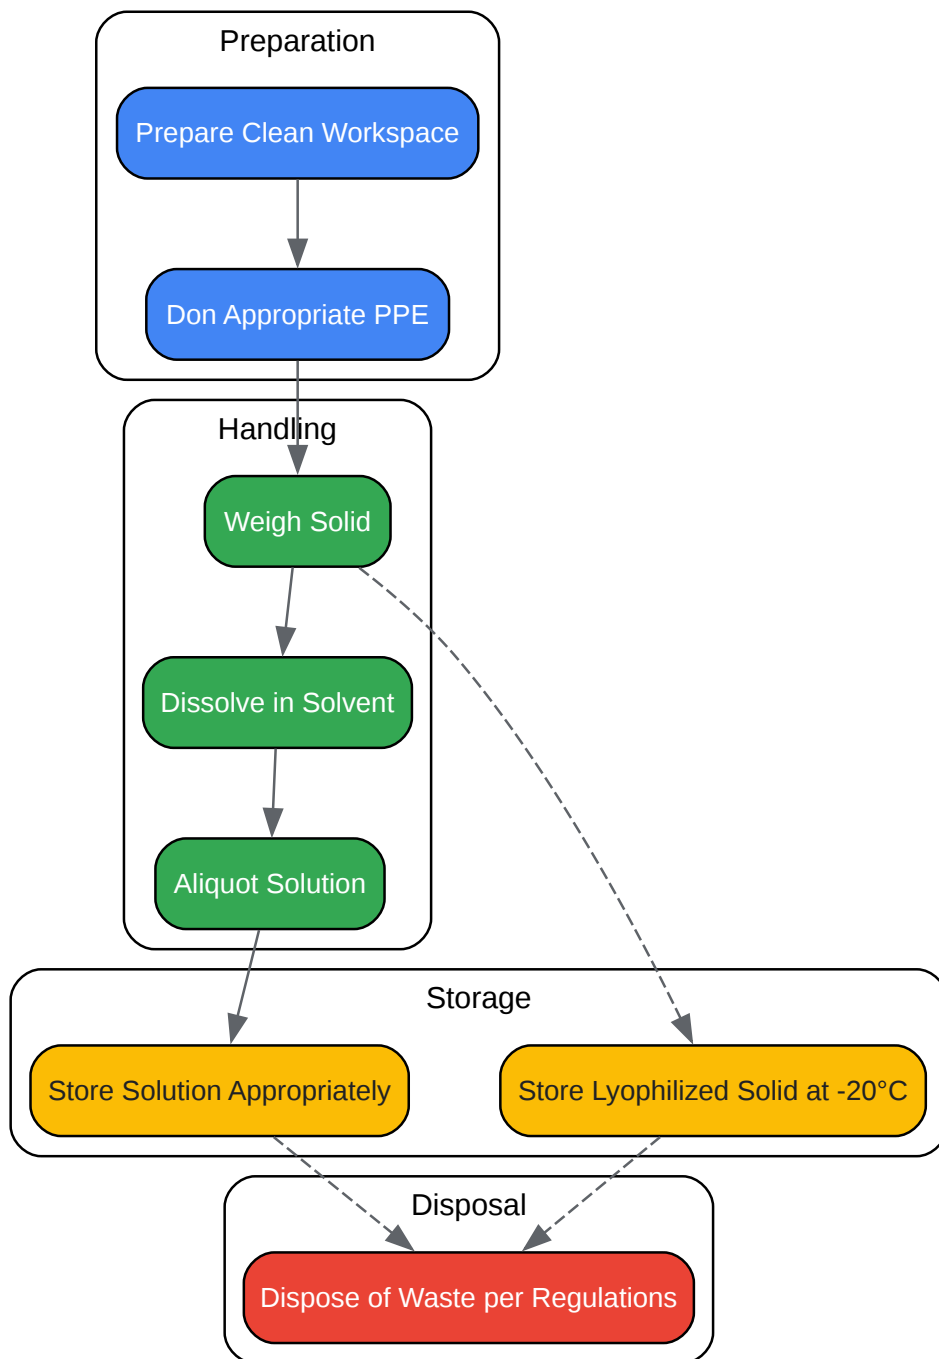 Preparation
Prepare Clean Workspace
Don Appropriate PPE
Handling
Weigh Solid
Dissolve in Solvent
Aliquot Solution
Storage
Store Solution Appropriately
Store Lyophilized Solid at -20°C
Disposal
Dispose of Waste per Regulations